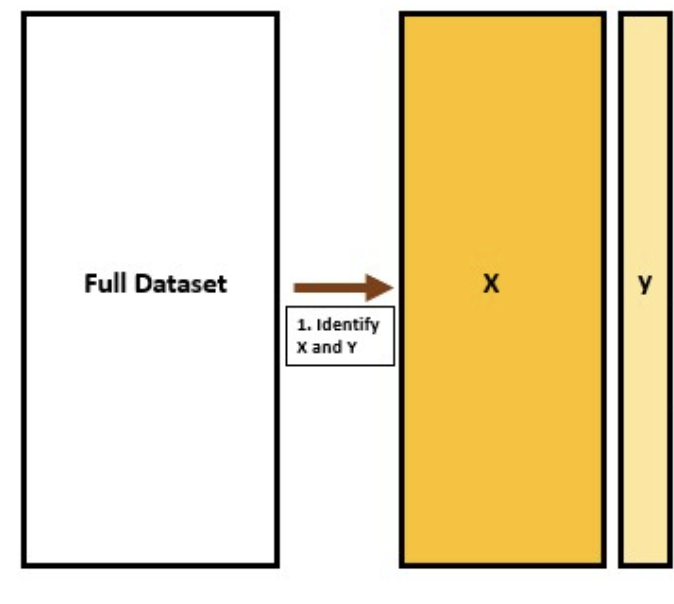 Full Dataset
1. Identify
X and Y
X
y